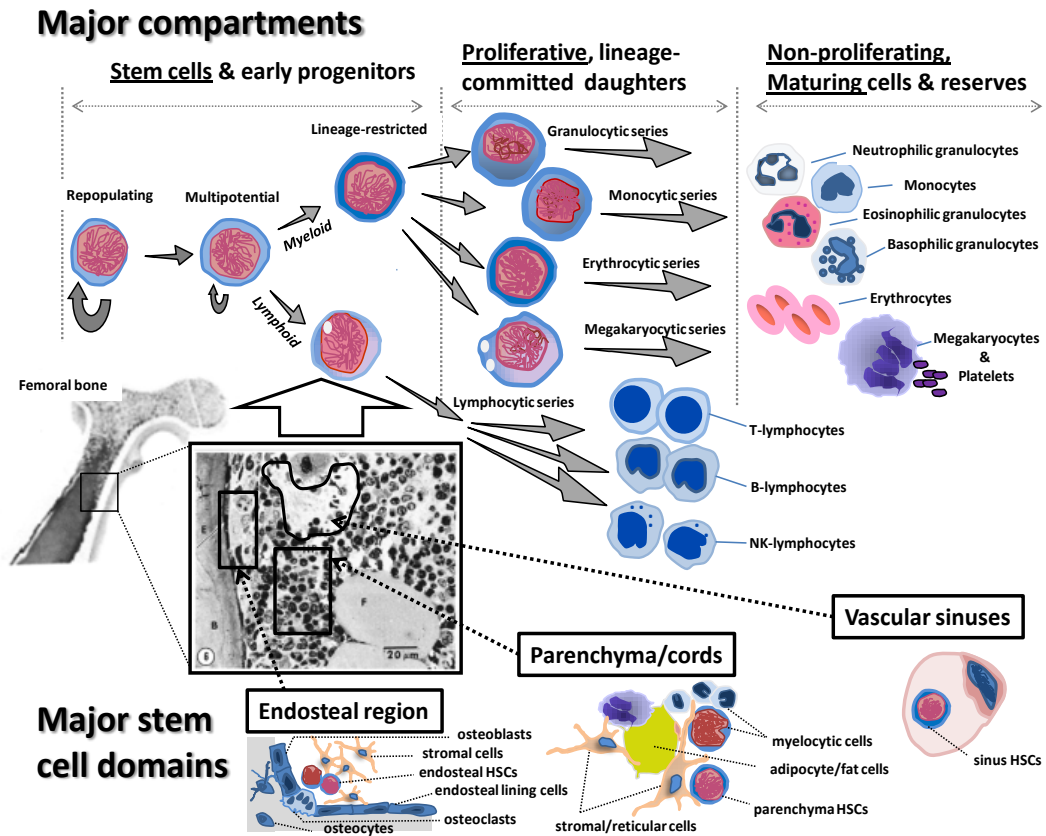 Major compartments
Stem cells & early progenitors
Proliferative, lineage-
committed daughters
Non-proliferating,
Maturing cells & reserves
Lineage-restricted
Repopulating
Multipotential
Myeloid
Lymphoid
Granulocytic series
Monocytic series
Erythrocytic series
Megakaryocytic series
Lymphocytic series
Neutrophilic granulocytes
Monocytes
Eosinophilic granulocytes
Basophilic granulocytes
Erythrocytes
Megakaryocytes
&
Platelets
T-lymphocytes
B-lymphocytes
NK-lymphocytes
Femoral bone
E
B
F
6
20 μm
Vascular sinuses
Parenchyma/cords
Endosteal region
Major stem
cell domains
osteoblasts
stromal cells
endosteal HSCs
endosteal lining cells
osteoclasts
osteocytes
myelocytic cells
adipocyte/fat cells
parenchyma HSCs
stromal/reticular cells
sinus HSCs